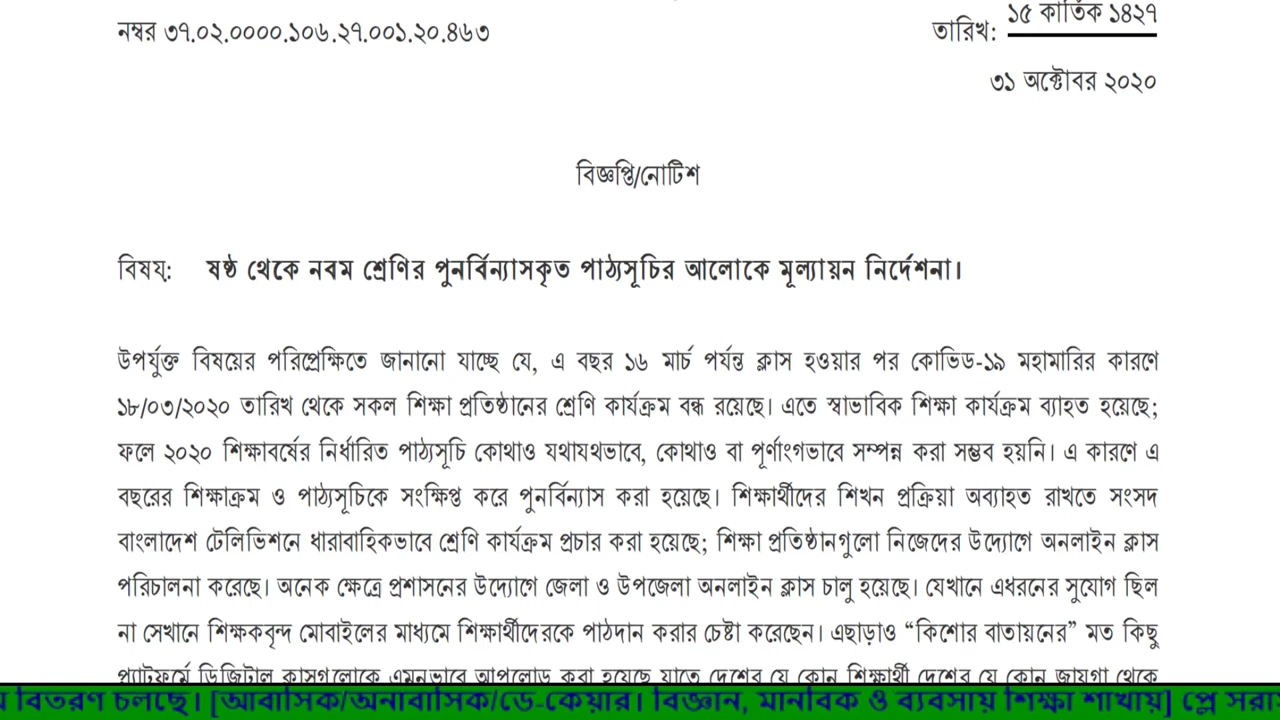 ১৫ কার্তিক ১৪২৭
নম্বর ৩৭.০২.০০০০.১০৬.২৭.০০১.২০.৪৬৩ তারিখ:
৩১ অক্টোবর ২০২০
বিজ্ঞপ্তি/নোটিশ
বিষয়: ষষ্ঠ থেকে নবম শ্রেণির পুনর্বিন্যাসকৃত পাঠ্যসূচির আলোকে মূল্যায়ন নির্দেশনা।
উপর্যুক্ত বিষয়ের পরিপ্রেক্ষিতে জানানো যাচ্ছে যে, এ বছর ১৬ মার্চ পর্যন্ত ক্লাস হওয়ার পর কোভিড-১৯ মহামারির কারণে
১৮/০৩/২০২০ তারিখ থেকে সকল শিক্ষা প্রতিষ্ঠানের শ্রেণি কার্যক্রম বন্ধ রয়েছে। এতে স্বাভাবিক শিক্ষা কার্যক্রম ব্যাহত হয়েছে;
ফলে ২০২০ শিক্ষাবর্ষের নির্ধারিত পাঠ্যসূচি কোথাও যথাযথভাবে, কোথাও বা পূর্ণাংগভাবে সম্পন্ন করা সম্ভব হয়নি। এ কারণে এ
বছরের শিক্ষাক্রম ও পাঠ্যসূচিকে সংক্ষিপ্ত করে পুনর্বিন্যাস করা হয়েছে। শিক্ষার্থীদের শিখন প্রক্রিয়া অব্যাহত রাখতে সংসদ
বাংলাদেশ টেলিভিশনে ধারাবাহিকভাবে শ্রেণি কার্যক্রম প্রচার করা হয়েছে; শিক্ষা প্রতিষ্ঠানগুলো নিজেদের উদ্যোগে অনলাইন ক্লাস
পরিচালনা করেছে। অনেক ক্ষেত্রে প্রশাসনের উদ্যোগে জেলা ও উপজেলা অনলাইন ক্লাস চালু হয়েছে। যেখানে এধরনের সুযোগ ছিল
না সেখানে শিক্ষকবৃন্দ মোবাইলের মাধ্যমে শিক্ষার্থীদেরকে পাঠদান করার চেষ্টা করেছেন। এছাড়াও “কিশোর বাতায়নের” মত কিছু
প্ল্যাটফর্মে ডিজিটাল ক্লাসগুলোকে এমনভাবে আপলোড করা হয়েছে যাতে দেশের যে কোন শিক্ষার্থী দেশের যে কোন জায়গা থেকে
বিতরণ চলছে। [আবাসিক/অনাবাসিক/ডে-কেয়ার। বিজ্ঞান, মানবিক ও ব্যবসায় শিক্ষা শাখায়] প্লে